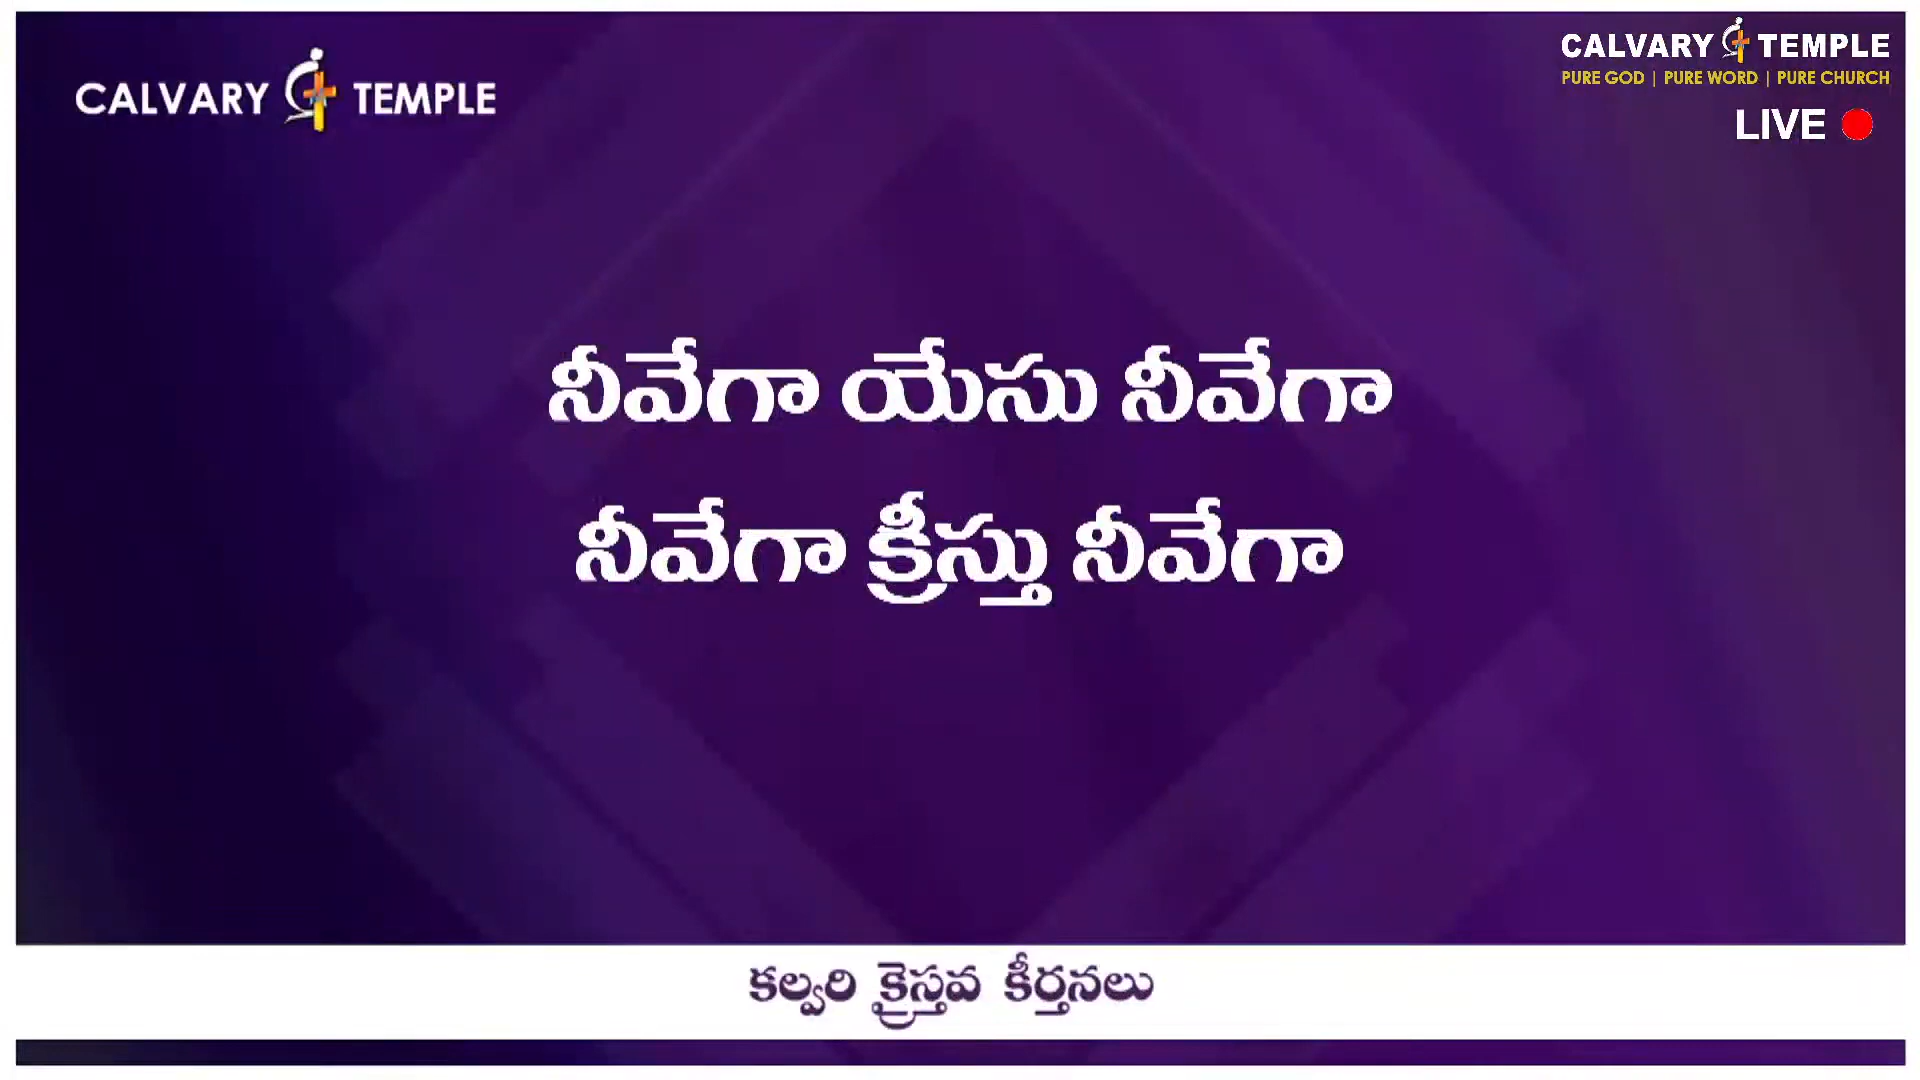 CALVARY TEMPLE
CALVARY TEMPLE
PURE GOD | PURE WORD | PURE CHURCH
LIVE
నీవేగా యేసు నీవేగా
నీవేగా క్రీస్తు నీవేగా
కల్వరి క్రైస్తవ కీర్తనలు